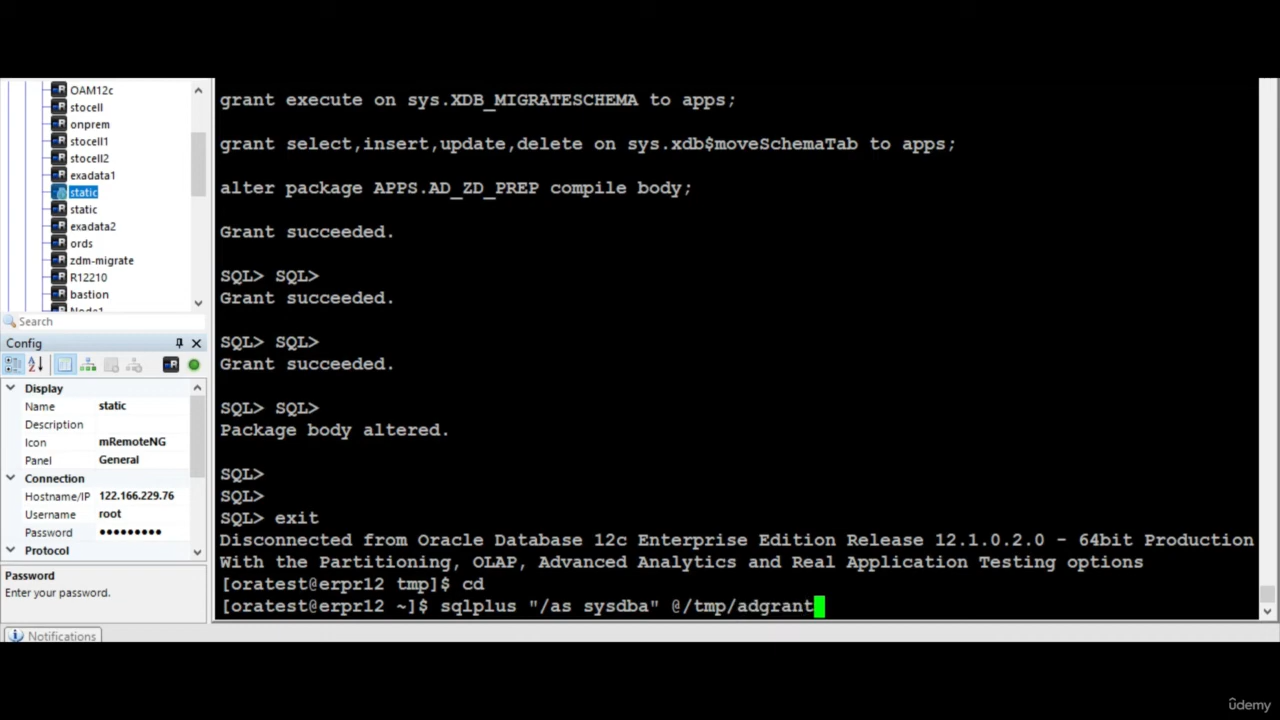 OAM12c
stocell
onprem
stocell1
stocell2
exadata1
static
static
exadata2
ords
zdm-migrate
R12210
bastion
Node1
Search
Config
Display
Name static
Description
Icon mRemoteNG
Panel General
Connection
Hostname/IP 122.166.229.76
Username root
Password ●●●●●●●●●
Protocol
Password
Enter your password.
Notifications
grant execute on sys.XDB_MIGRATESCHEMA to apps;
grant select,insert,update,delete on sys.xdb$moveSchemaTab to apps;
alter package APPS.AD_ZD_PREP compile body;
Grant succeeded.
SQL> SQL>
Grant succeeded.
SQL> SQL>
Grant succeeded.
SQL> SQL>
Package body altered.
SQL>
SQL>
SQL> exit
Disconnected from Oracle Database 12c Enterprise Edition Release 12.1.0.2.0 - 64bit Production
With the Partitioning, OLAP, Advanced Analytics and Real Application Testing options
[oratest@erpr12 tmp]$ cd
[oratest@erpr12 ~]$ sqlplus "/as sysdba" @/tmp/adgrant
ûdemy